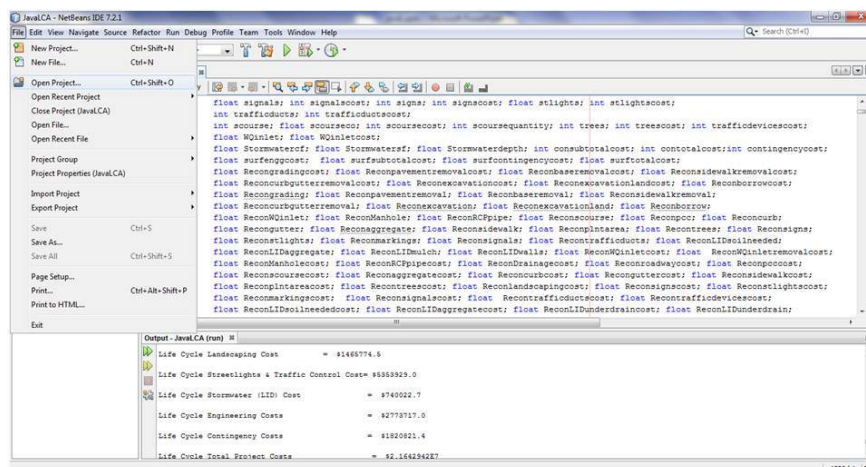 JavaLCA - NetBeans IDE 7.2.1
File Edit View Navigate Source Refactor Run Debug Profile Team Tools Window Help
Search (Ctrl+I)
New Project... Ctrl+Shift+N
New File... Ctrl+N
Open Project... Ctrl+Shift+O
Open Recent Project
Close Project (JavaLCA)
Open File...
Open Recent File
Project Group
Project Properties (JavaLCA)
Import Project
Export Project
Save Ctrl+S
Save As...
Save All Ctrl+Shift+S
Page Setup...
Print... Ctrl+Alt+Shift+P
Print to HTML...
Exit
float signals; int signalscost; int signs; int signscost; float stlights; int stlightscost;
int trafficducts; int trafficductscost;
int scourse; float scourseco; int scoursecost; int scoursequantity; int trees; int treescost; int trafficdevicescost;
float WQinlet; float WQinletcost;
float Stormwatercf; float Stormwatersf; float Stormwaterdepth; int consubtotalcost; int contotalcost;int contingencycost;
float surfenggcost; float surfsubtotalcost; float surfcontingencycost; float surftotalcost;
float Recongradingcost; float Reconpavementremovalcost; float Reconbaseremovalcost; float Reconsidewalkremovalcost;
float Reconcurbgutterremovalcost; float Reconexcavationcost; float Reconexcavationlandcost; float Reconborrowcost;
float Recongrading; float Reconpavementremoval; float Reconbaseremoval; float Reconsidewalkremoval;
float Reconcurbgutterremoval; float Reconexcavation; float Reconexcavationland; float Reconborrow;
float ReconWQinlet; float ReconManhole; float ReconRCPpipe; float Reconscourse; float Reconpcc; float Reconcurb;
float Recongutter; float Reconaggregate; float Reconsidewalk; float Reconplntarea; float Recontrees; float Reconsigns;
float Reconstlights; float Reconmarkings; float Reconsignals; float Recontrafficducts; float ReconLIDsoilneeded;
float ReconLIDaggregate; float ReconLIDmulch; float ReconLIDwalls; float ReconWQinletcost; float ReconWQinletremovalcost;
float ReconManholecost; float ReconRCPpipecost; float ReconDrainagecost; float Reconroadwaycost; float Reconpcccost;
float Reconscoursecost; float Reconaggregatecost; float Reconcurbcost; float Reconguttercost; float Reconsidewalkcost;
float Reconplntareacost; float Recontreescost; float Reconlandscapingcost; float Reconsignscost; float Reconstlightscost;
float Reconmarkingscost; float Reconsignalscost; float Recontrafficductscost; float Recontrafficdevicescost;
float ReconLIDsoilneededcost; float ReconLIDaggregatecost; float ReconLIDunderdraincost; float ReconLIDunderdrain;
Output - JavaLCA (run)
Life Cycle Landscaping Cost = $1465774.5
Life Cycle Streetlights & Traffic Control Cost= $5353929.0
Life Cycle Stormwater (LID) Cost = $740022.7
Life Cycle Engineering Costs = $2773717.0
Life Cycle Contingency Costs = $1820821.4
Life Cycle Total Project Costs = $2.1642942E7